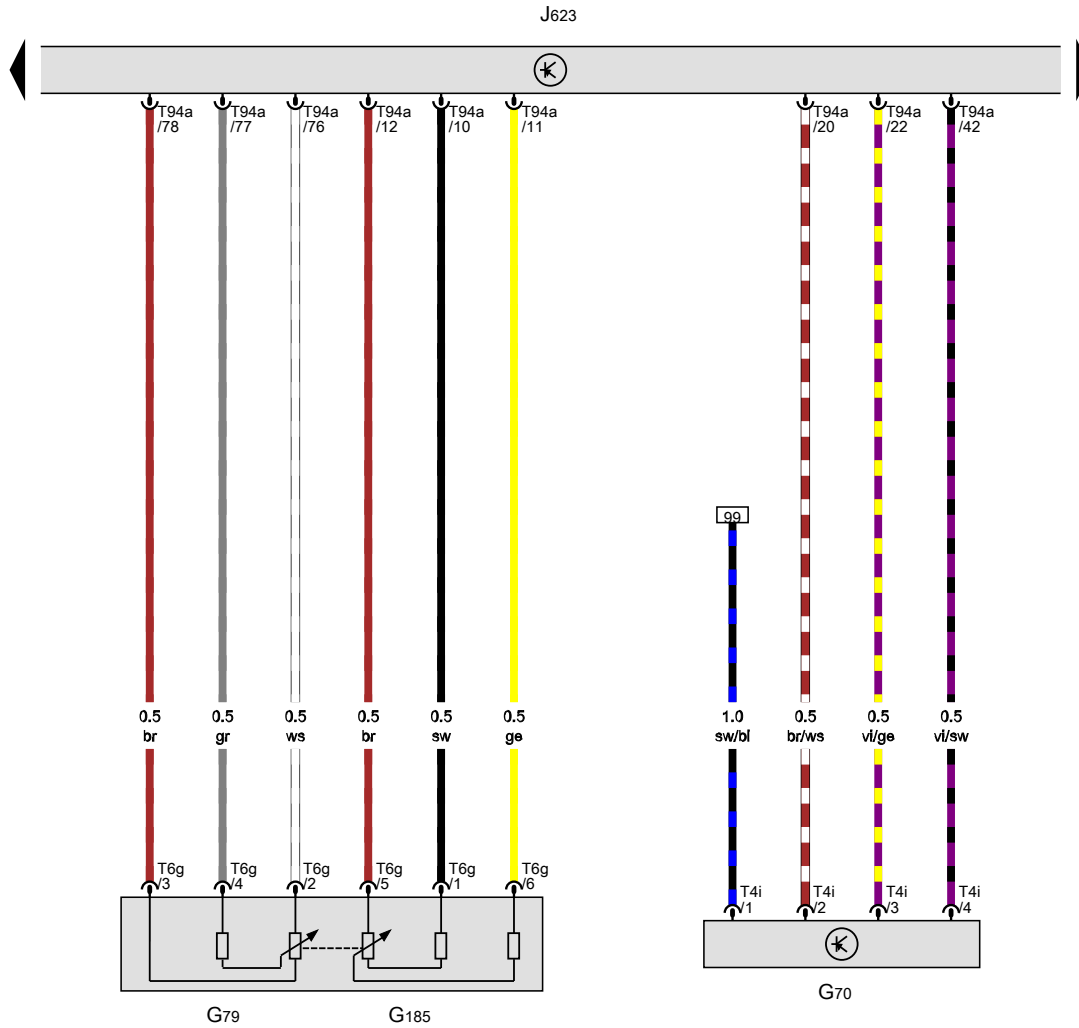 J623
T94a T94a T94a T94a T94a T94a T94a T94a T94a
/78 /77 /76 /12 /10 /11 /20 /22 /42
99
0.5 0.5 0.5 0.5 0.5 0.5 1.0 0.5 0.5 0.5
br gr ws br sw ge sw/bl br/ws vi/ge vi/sw
T6g T6g T6g T6g T6g T6g
/3 /4 /2 /5 /1 /6
T4i T4i T4i T4i
/1 /2 /3 /4
G79 G185 G70